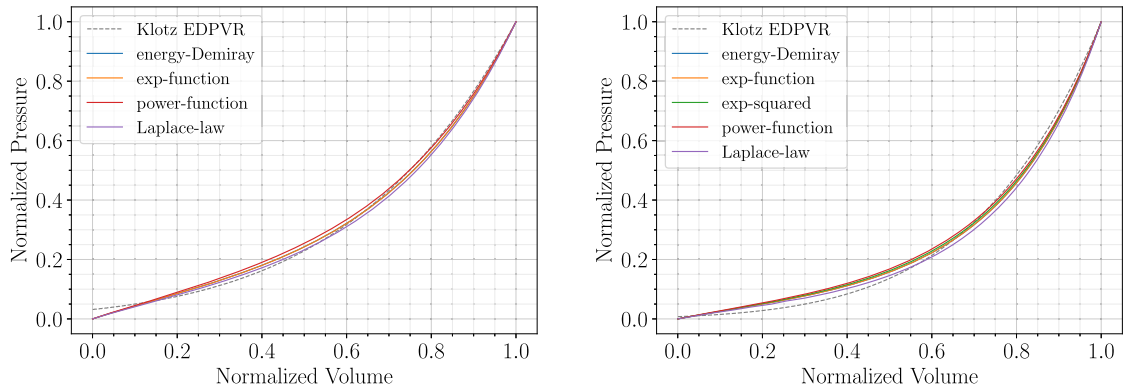 Klotz EDPVR
energy-Demiray
exp-function
power-function
Laplace-law
Normalized Pressure
1.0
0.8
0.6
0.4
0.2
0.0
0.0 0.2 0.4 0.6 0.8 1.0
Normalized Volume
Klotz EDPVR
energy-Demiray
exp-function
exp-squared
power-function
Laplace-law
Normalized Pressure
1.0
0.8
0.6
0.4
0.2
0.0
0.0 0.2 0.4 0.6 0.8 1.0
Normalized Volume